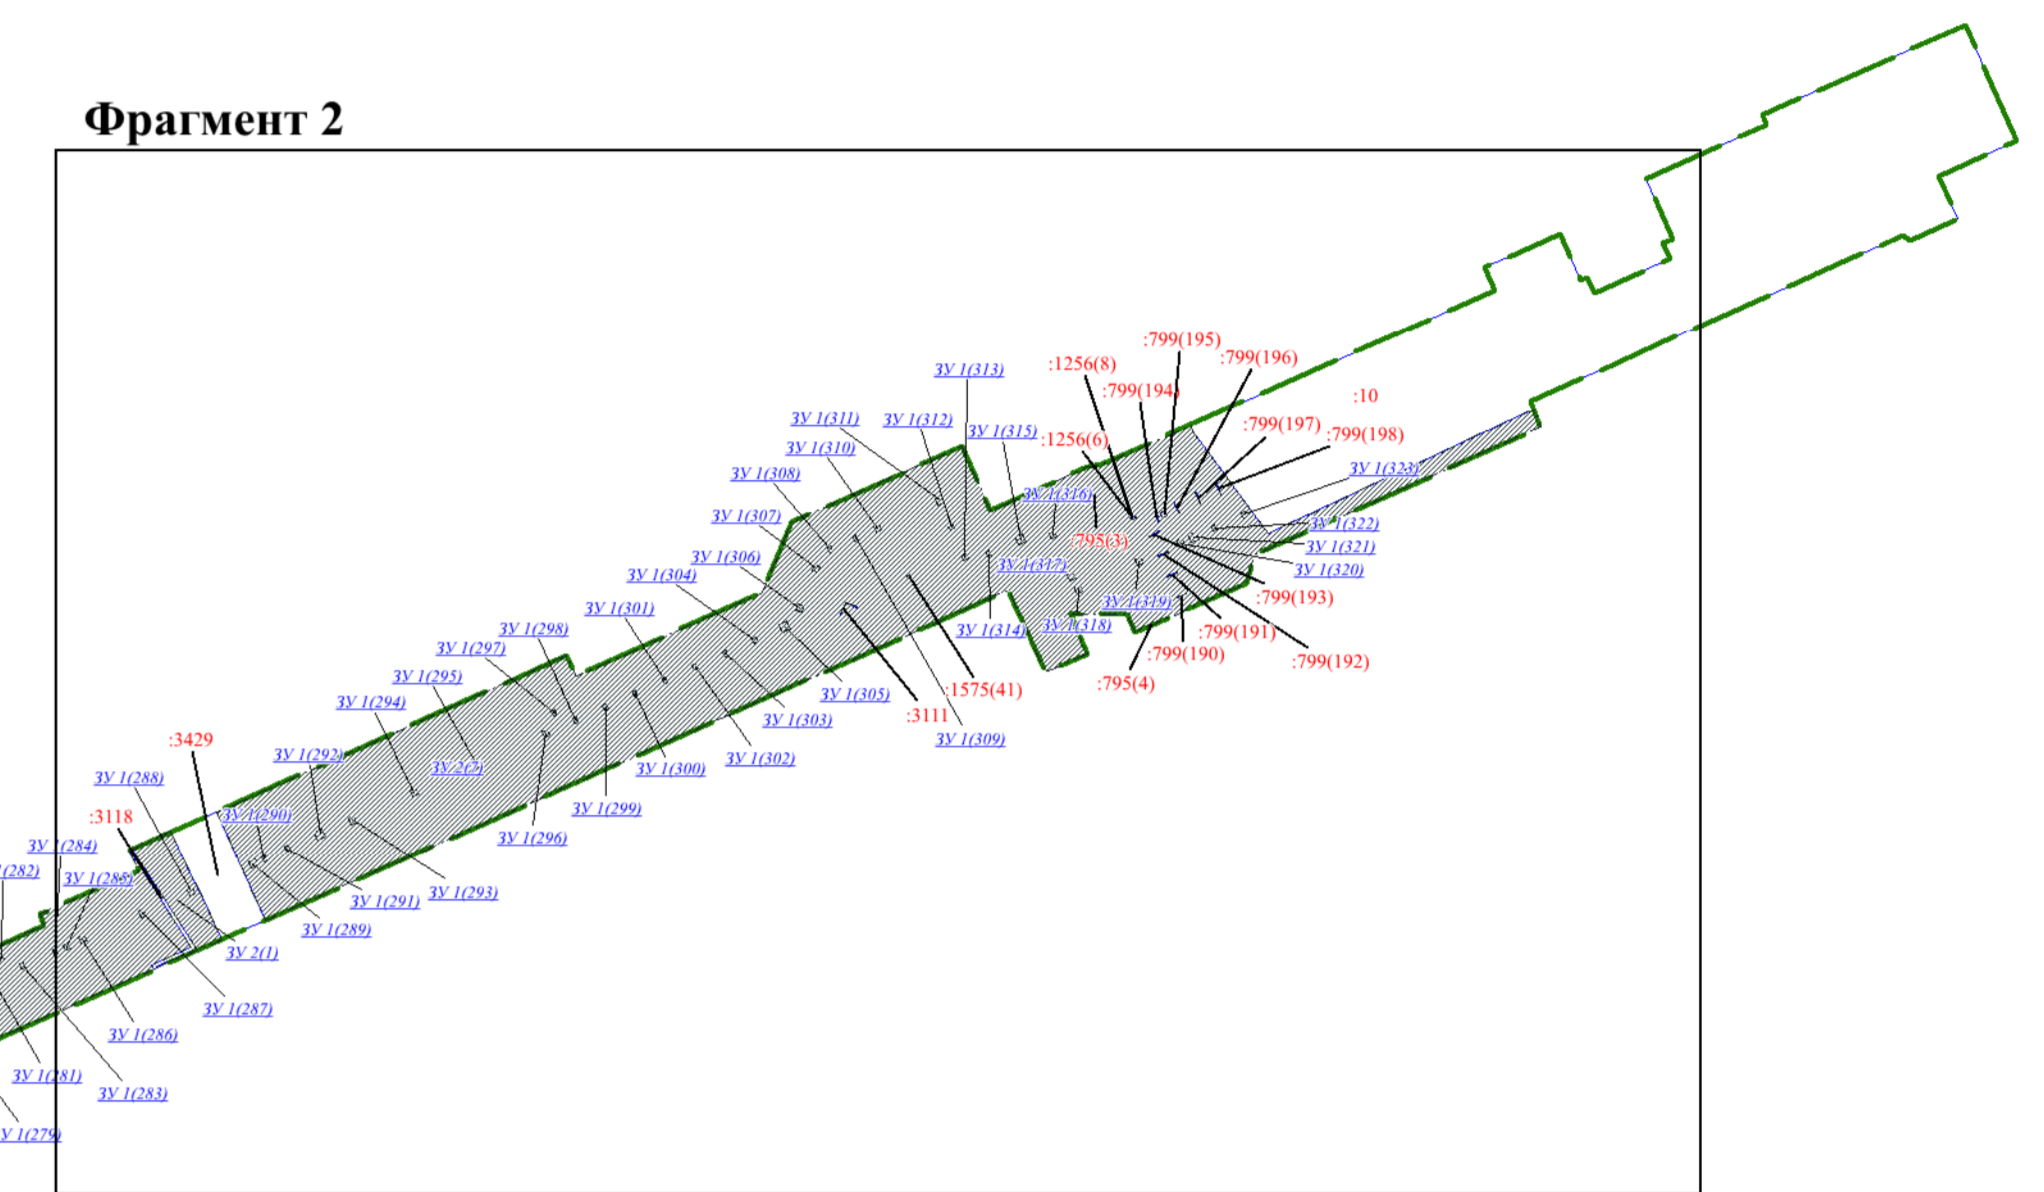 Фрагмент 2
:799(195)
:1256(8)
:799(196)
ЗУ 1(313)
:799(194)
:10
ЗУ 1(311)
ЗУ 1(312)
:799(197)
ЗУ 1(315)
:799(198)
:1256(6)
ЗУ 1(310)
ЗУ 1(323)
ЗУ 1(308)
ЗУ 1(316)
ЗУ 1(307)
ЗУ 1(322)
:795(3)
ЗУ 1(321)
ЗУ 1(306)
ЗУ 1(317)
ЗУ 1(320)
ЗУ 1(304)
:799(193)
ЗУ 1(319)
ЗУ 1(301)
ЗУ 1(318)
ЗУ 1(298)
ЗУ 1(314)
:799(191)
ЗУ 1(297)
:799(190)
:799(192)
ЗУ 1(295)
:795(4)
:1575(41)
ЗУ 1(305)
ЗУ 1(294)
:3111
ЗУ 1(303)
:3429
ЗУ 1(309)
ЗУ 1(292)
ЗУ 1(302)
ЗУ 2(7)
ЗУ 1(300)
ЗУ 1(288)
ЗУ 1(299)
:3118
ЗУ 1(290)
ЗУ 1(296)
ЗУ 1(284)
(282)
ЗУ 1(285)
ЗУ 1(293)
ЗУ 1(291)
ЗУ 1(289)
ЗУ 2(1)
ЗУ 1(287)
ЗУ 1(286)
ЗУ 1(281)
ЗУ 1(283)
У 1(279)